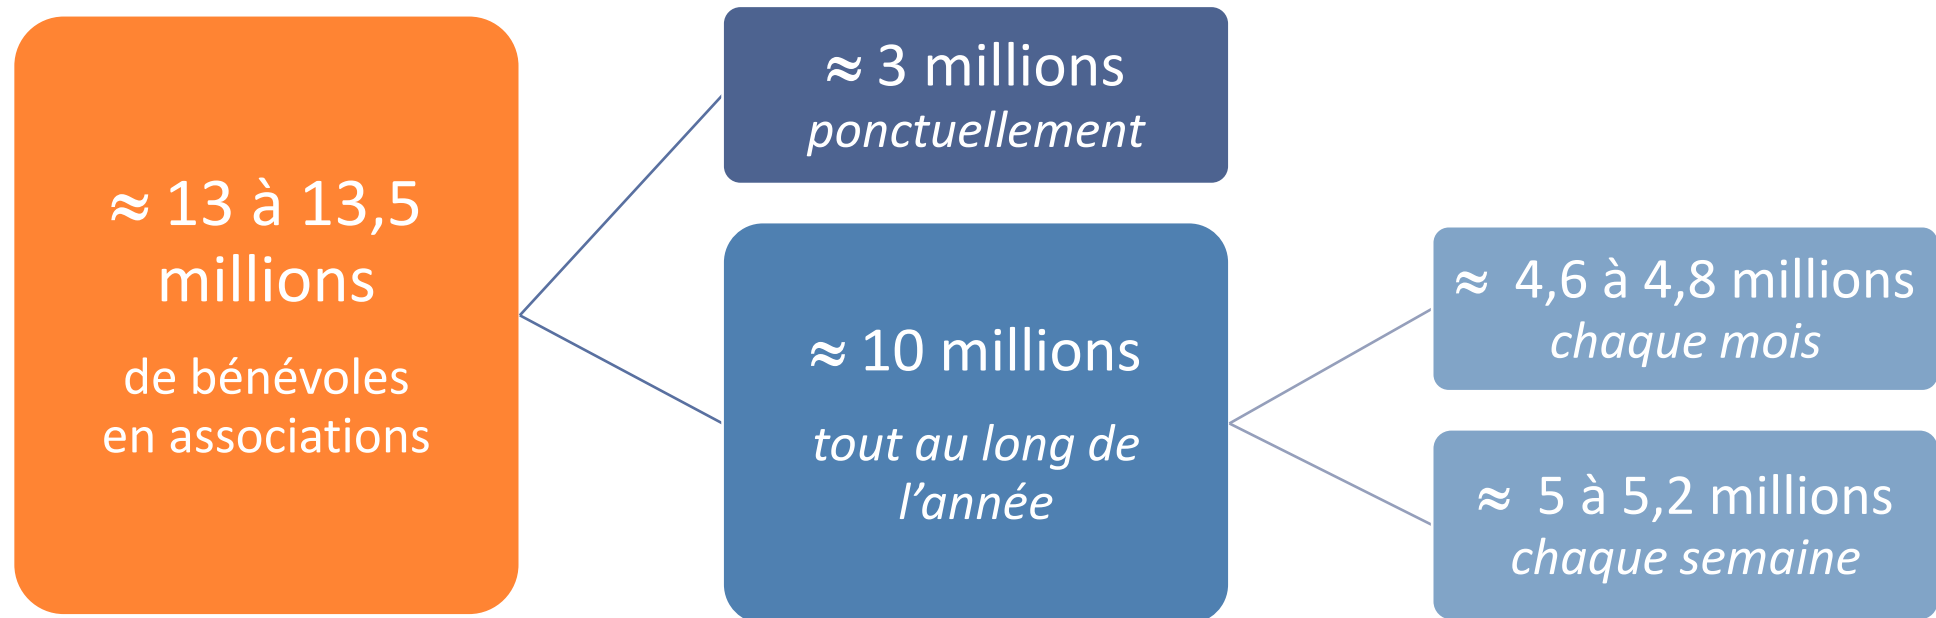 ≈ 13 à 13,5
millions
de bénévoles
en associations
≈ 3 millions
ponctuellement
≈ 10 millions
tout au long de
l’année
≈ 4,6 à 4,8 millions
chaque mois
≈ 5 à 5,2 millions
chaque semaine